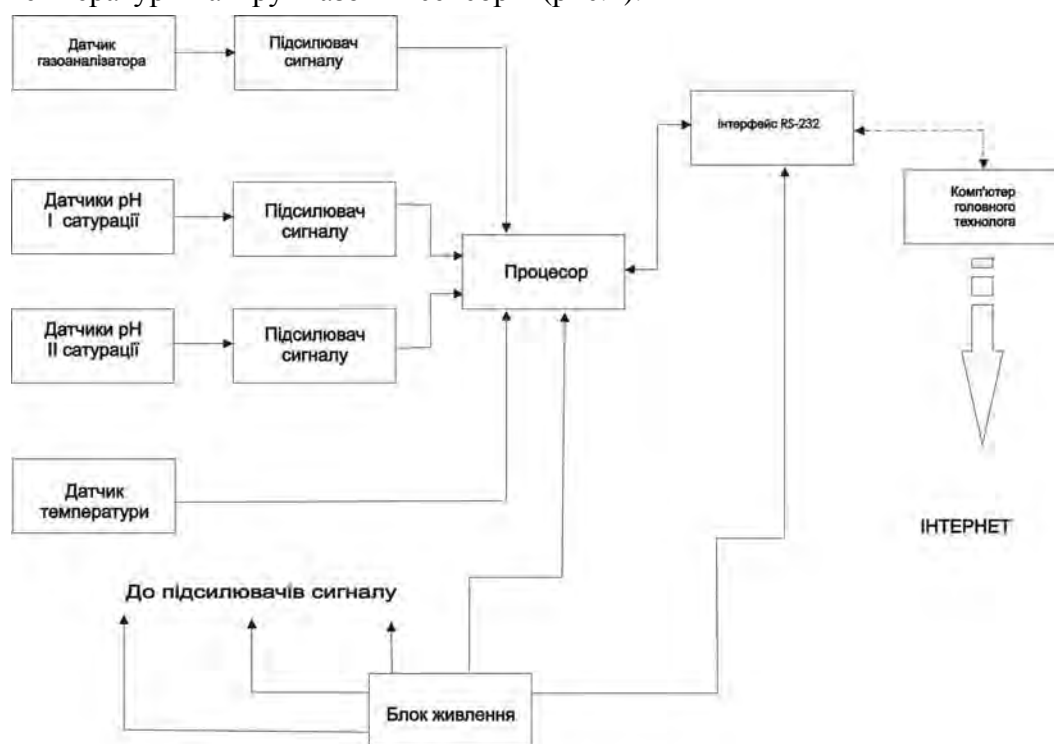 Датчик
газоаналізатора
Підсилювач
сигналу
Інтерфейс RS-232
Комп'ютер
головного
технолога
Датчики pH
I сатурації
Підсилювач
сигналу
Процесор
Датчики pH
II сатурації
Підсилювач
сигналу
Датчик
температури
ІНТЕРНЕТ
До підсилювачів сигналу
Блок живлення